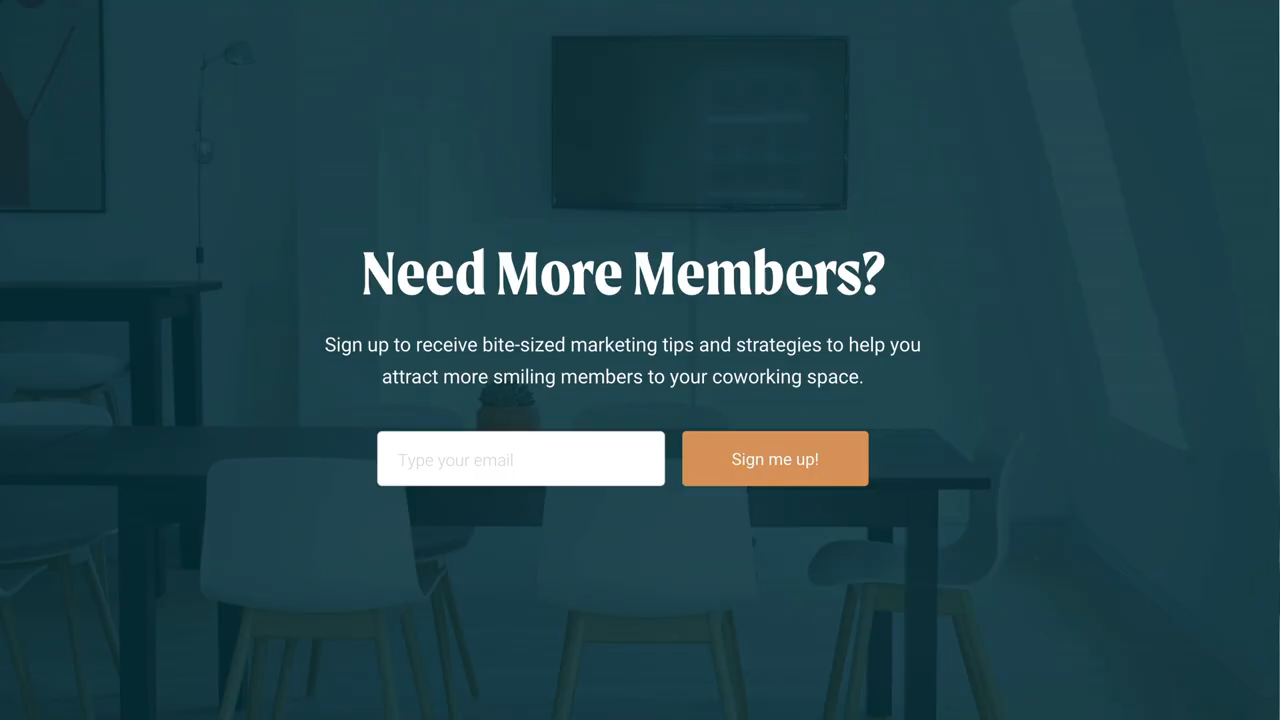 Need More Members?
Sign up to receive bite-sized marketing tips and strategies to help you
attract more smiling members to your coworking space.
Type your email
Sign me up!